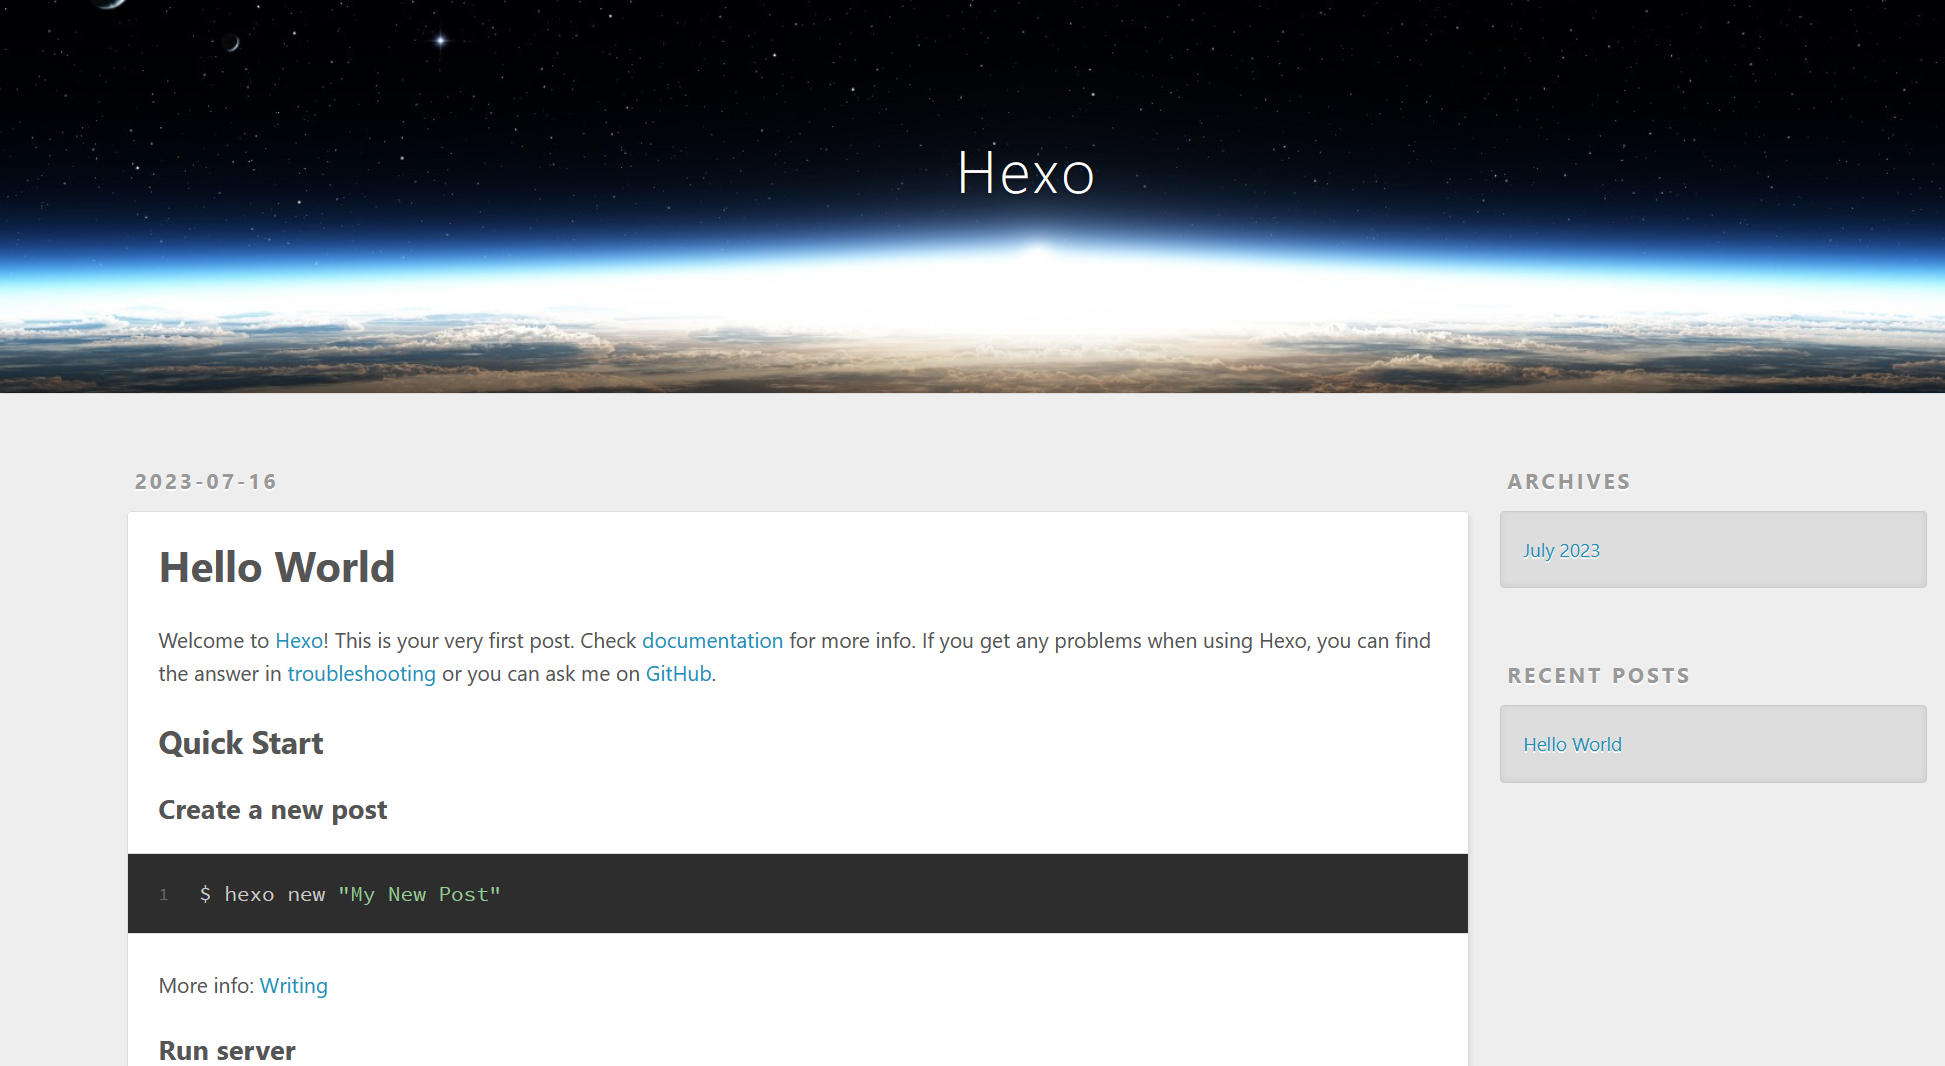 Hexo
2023-07-16
Hello World
Welcome to Hexo! This is your very first post. Check documentation for more info. If you get any problems when using Hexo, you can find
the answer in troubleshooting or you can ask me on GitHub.
Quick Start
Create a new post
1 $ hexo new "My New Post"
More info: Writing
Run server
ARCHIVES
July 2023
RECENT POSTS
Hello World